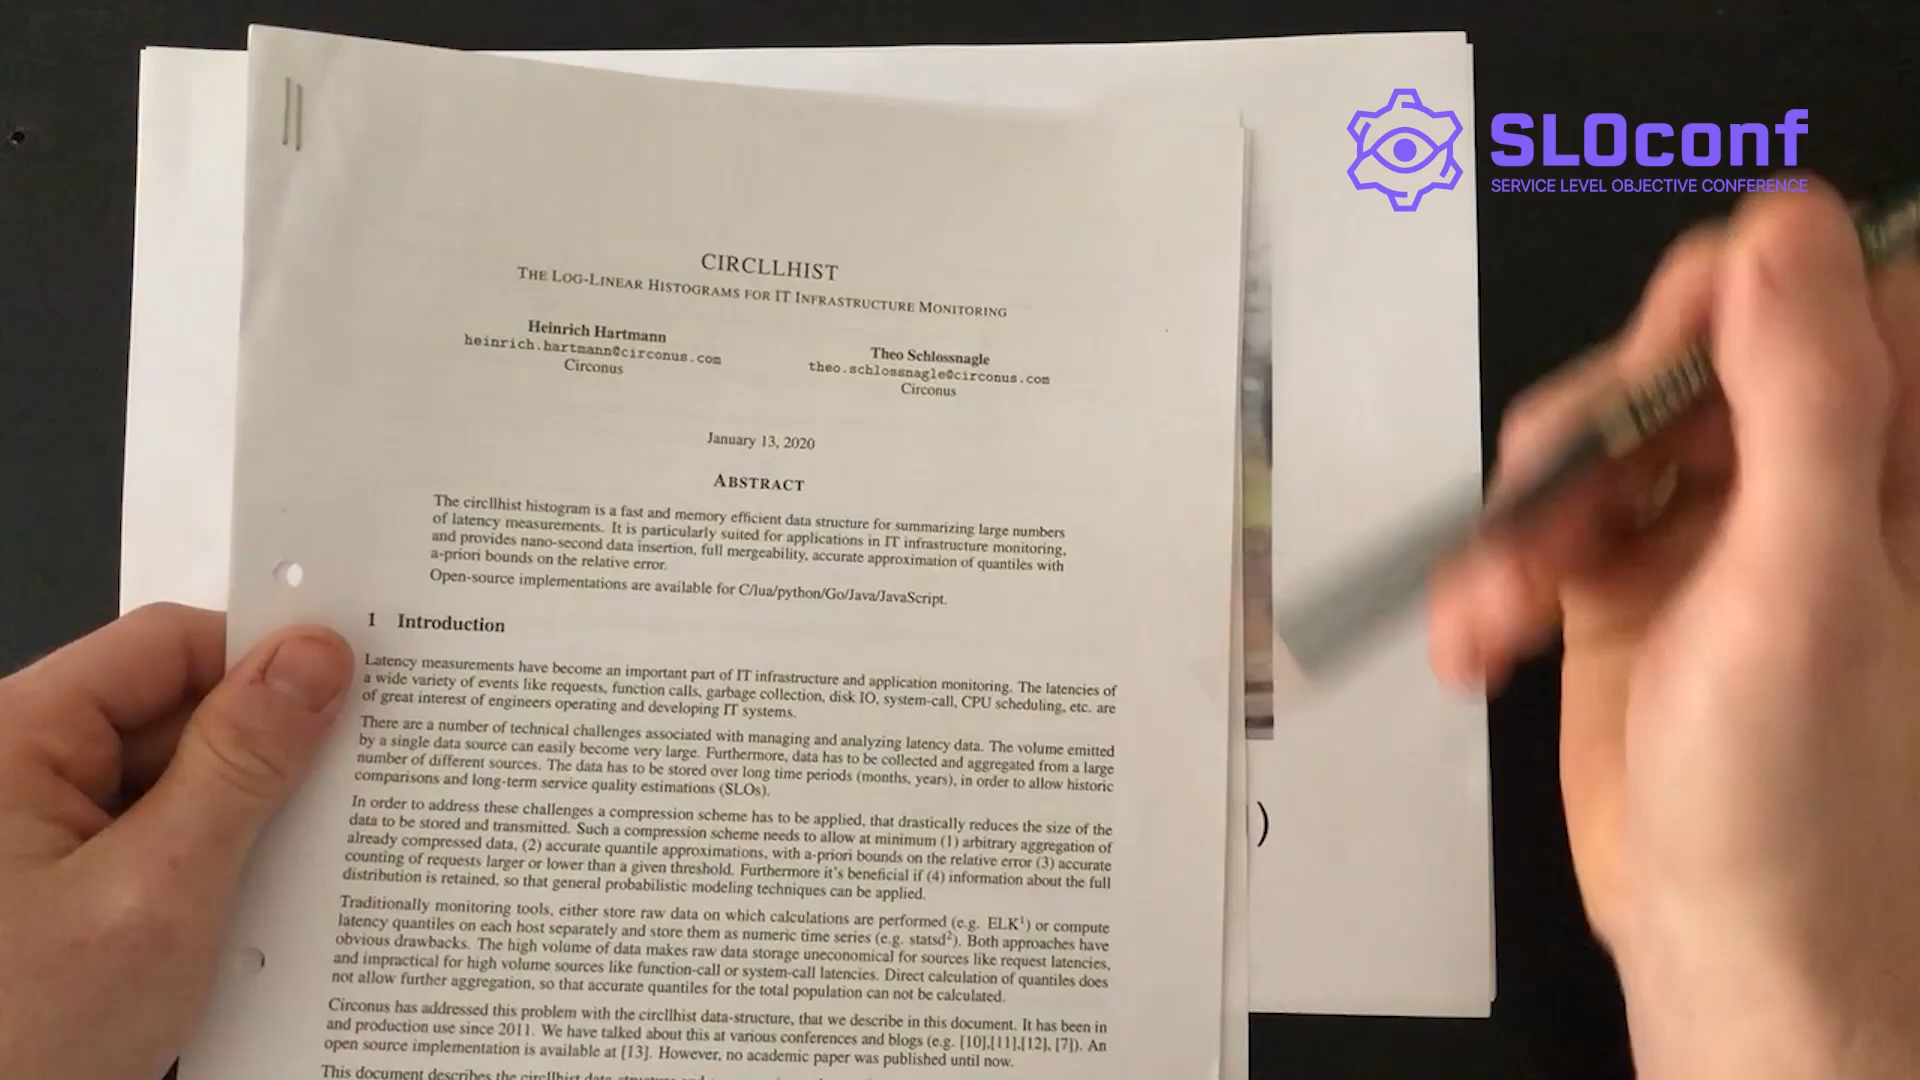 SLOconf
SERVICE LEVEL OBJECTIVE CONFERENCE
CIRCLLHIST
THE LOG-LINEAR HISTOGRAMS FOR IT INFRASTRUCTURE MONITORING
Heinrich Hartmann
heinrich.hartmann@circonus.com
Circonus
Theo Schlossnagle
theo.schlossnagle@circonus.com
Circonus
January 13, 2020
ABSTRACT
The circllhist histogram is a fast and memory efficient data structure for summarizing large numbers
of latency measurements. It is particularly suited for applications in IT infrastructure monitoring,
and provides nano-second data insertion, full mergeability, accurate approximation of quantiles with
a-priori bounds on the relative error.
Open-source implementations are available for C/lua/python/Go/Java/JavaScript.
1 Introduction
Latency measurements have become an important part of IT infrastructure and application monitoring. The latencies of
a wide variety of events like requests, function calls, garbage collection, disk IO, system-call, CPU scheduling, etc. are
of great interest of engineers operating and developing IT systems.
There are a number of technical challenges associated with managing and analyzing latency data. The volume emitted
by a single data source can easily become very large. Furthermore, data has to be collected and aggregated from a large
number of different sources. The data has to be stored over long time periods (months, years), in order to allow historic
comparisons and long-term service quality estimations (SLOs).
In order to address these challenges a compression scheme has to be applied, that drastically reduces the size of the
data to be stored and transmitted. Such a compression scheme needs to allow at minimum (1) arbitrary aggregation of
already compressed data, (2) accurate quantile approximations, with a-priori bounds on the relative error (3) accurate
counting of requests larger or lower than a given threshold. Furthermore it's beneficial if (4) information about the full
distribution is retained, so that general probabilistic modeling techniques can be applied.
Traditionally monitoring tools, either store raw data on which calculations are performed (e.g. ELK¹) or compute
latency quantiles on each host separately and store them as numeric time series (e.g. statsd²). Both approaches have
obvious drawbacks. The high volume of data makes raw data storage uneconomical for sources like request latencies,
and impractical for high volume sources like function-call or system-call latencies. Direct calculation of quantiles does
not allow further aggregation, so that accurate quantiles for the total population can not be calculated.
Circonus has addressed this problem with the circllhist data-structure, that we describe in this document. It has been in
and production use since 2011. We have talked about this at various conferences and blogs (e.g. [10],[11],[12], [7]). An
open source implementation is available at [13]. However, no academic paper was published until now.
This document describes the circllhist data
)